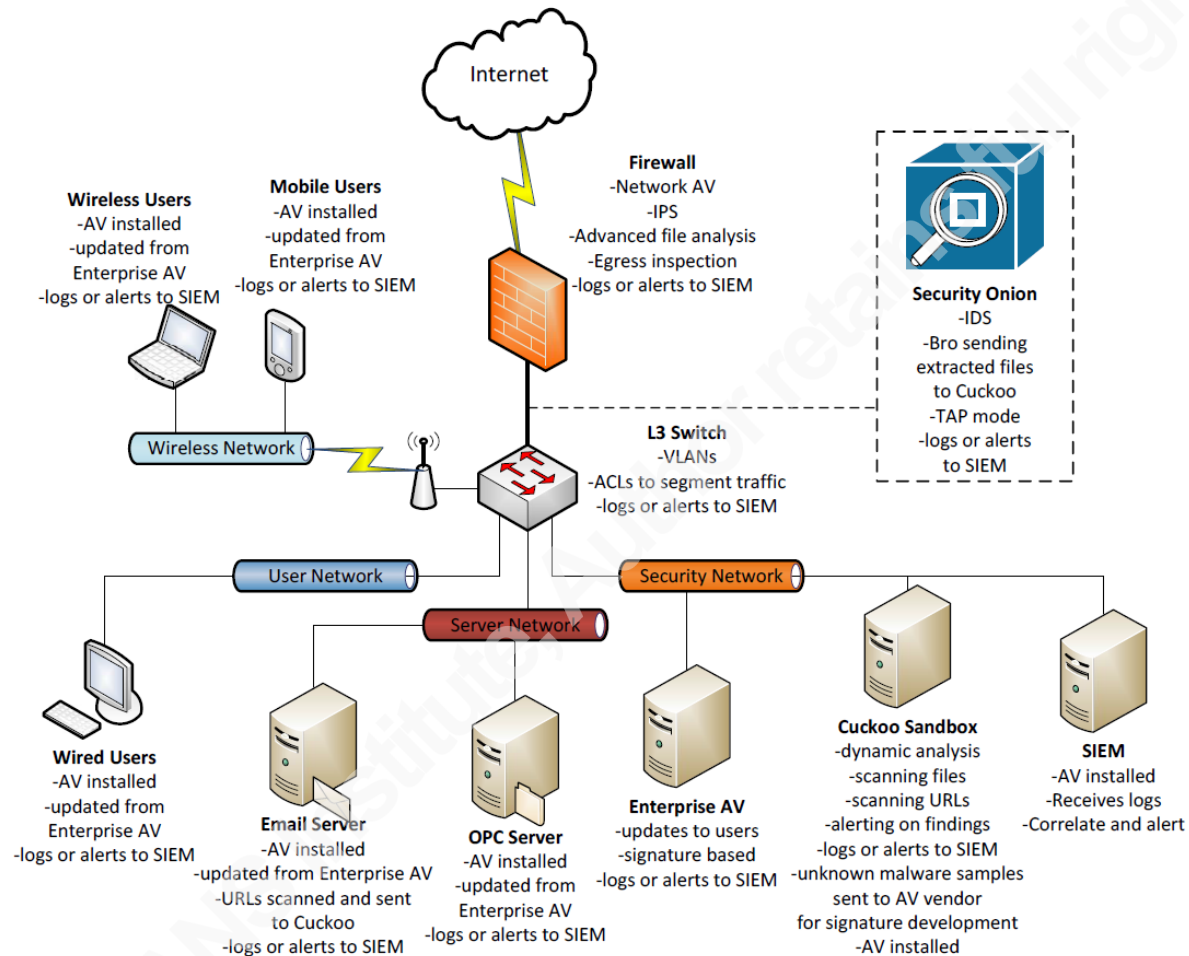 Internet
Firewall
-Network AV
-IPS
-Advanced file analysis
-Egress inspection
-logs or alerts to SIEM
Wireless Users
-AV installed
-updated from
Enterprise AV
-logs or alerts to SIEM
Mobile Users
-AV installed
-updated from
Enterprise AV
-logs or alerts to SIEM
Security Onion
-IDS
-Bro sending
extracted files
to Cuckoo
-TAP mode
-logs or alerts
to SIEM
Wireless Network
L3 Switch
-VLANs
-ACLs to segment traffic
-logs or alerts to SIEM
User Network
Server Network
Security Network
Wired Users
-AV installed
-updated from
Enterprise AV
-logs or alerts to SIEM
Email Server
-AV installed
-updated from Enterprise AV
-URLs scanned and sent
to Cuckoo
-logs or alerts to SIEM
OPC Server
-AV installed
-updated from
Enterprise AV
-logs or alerts to SIEM
Enterprise AV
-updates to users
-signature based
-logs or alerts to SIEM
Cuckoo Sandbox
-dynamic analysis
-scanning files
-scanning URLs
-alerting on findings
-logs or alerts to SIEM
-unknown malware samples
sent to AV vendor
for signature development
-AV installed
SIEM
-AV installed
-Receives logs
-Correlate and alert
Institute, Author retains full